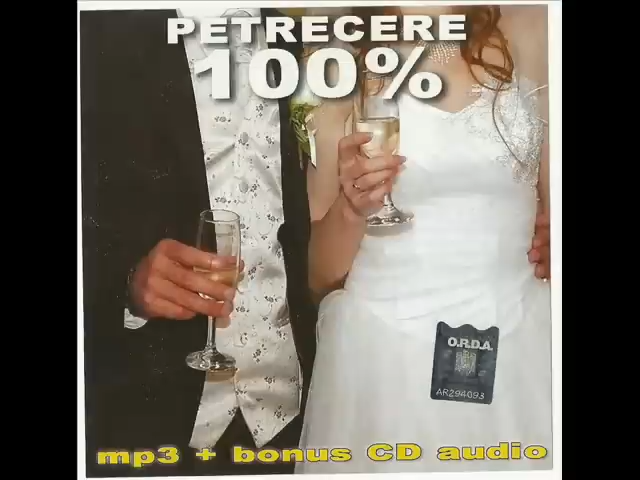 PETRECERE
100%
O.R.D.A.
AR294093
mp3 + bonus CD audio